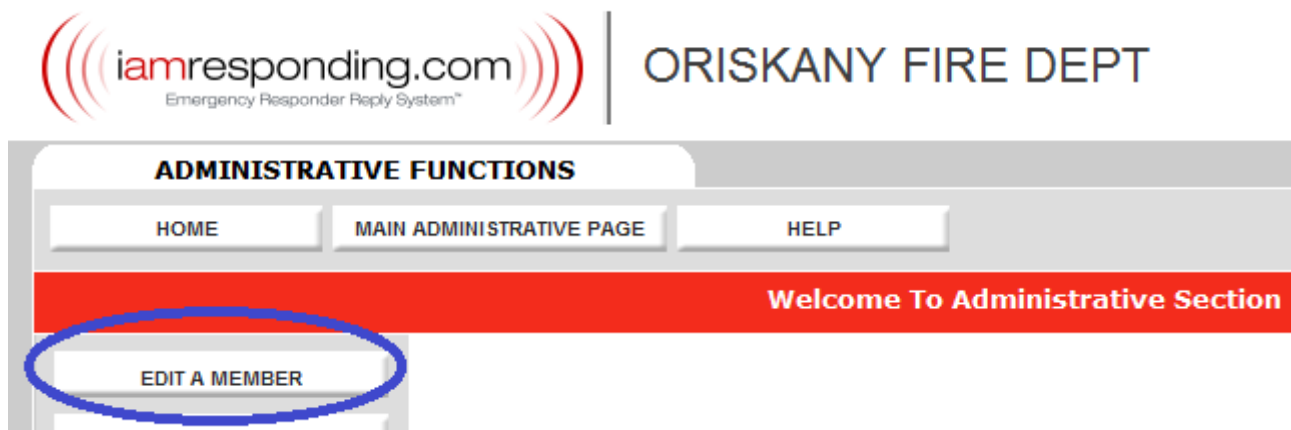 iamresponding.com
Emergency Responder Reply System™
ORISKANY FIRE DEPT
ADMINISTRATIVE FUNCTIONS
HOME MAIN ADMINISTRATIVE PAGE HELP
Welcome To Administrative Section
EDIT A MEMBER